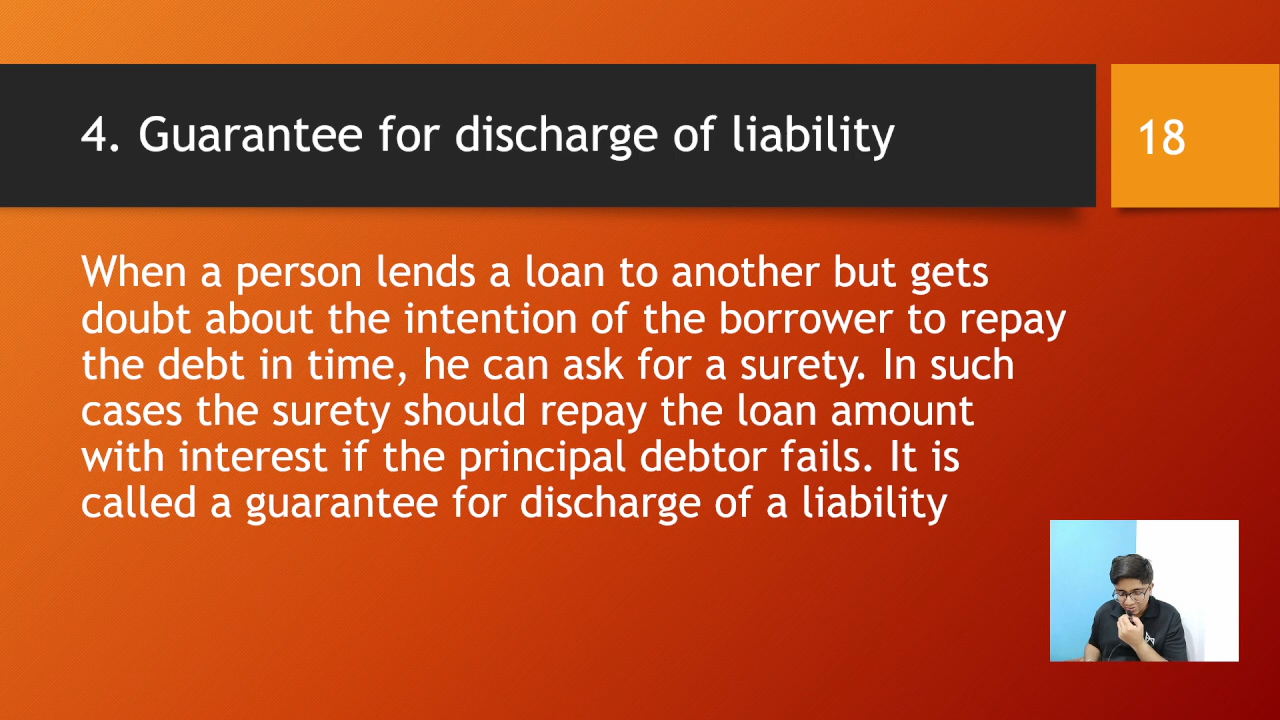 4. Guarantee for discharge of liability
18
When a person lends a loan to another but gets
doubt about the intention of the borrower to repay
the debt in time, he can ask for a surety. In such
cases the surety should repay the loan amount
with interest if the principal debtor fails. It is
called a guarantee for discharge of a liability